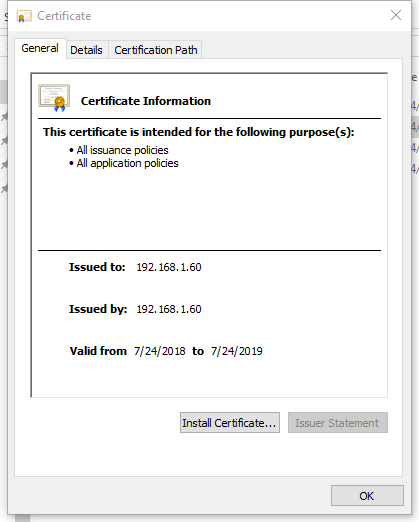 Certificate
General
Details
Certification Path
Certificate Information
This certificate is intended for the following purpose(s):
• All issuance policies
• All application policies
Issued to: 192.168.1.60
Issued by: 192.168.1.60
Valid from 7/24/2018 to 7/24/2019
Install Certificate...
Issuer Statement
OK